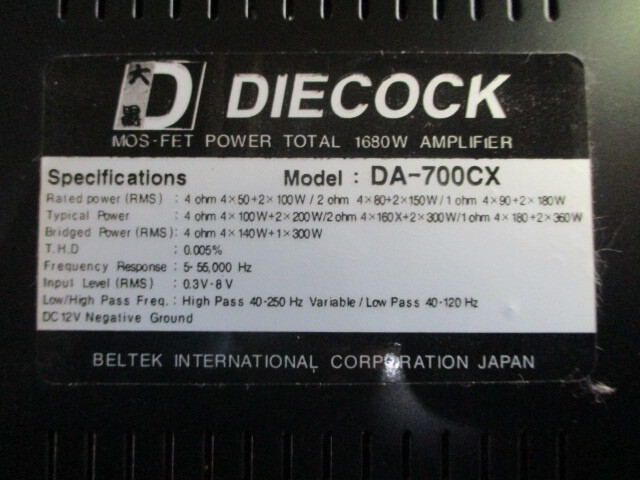 大黒 D DIECOCK
MOS-FET POWER TOTAL 1680W AMPLIFIER
Specifications Model : DA-700CX
Rated power (RMS) : 4 ohm 4×50+2×100W / 2 ohm 4×80+2×150W / 1 ohm 4×90+2×180W
Typical Power : 4 ohm 4×100W+2×200W/2 ohm 4×160X+2×300W/1 ohm 4×180+2×360W
Bridged Power (RMS): 4 ohm 4×140W+1×300W
T.H.D : 0.005%
Frequency Response : 5-55,000 Hz
Input Level (RMS) : 0.3V-8V
Low/High Pass Freq. : High Pass 40-250 Hz Variable / Low Pass 40-120 Hz
DC12V Negative Ground
BELTEK INTERNATIONAL CORPORATION JAPAN